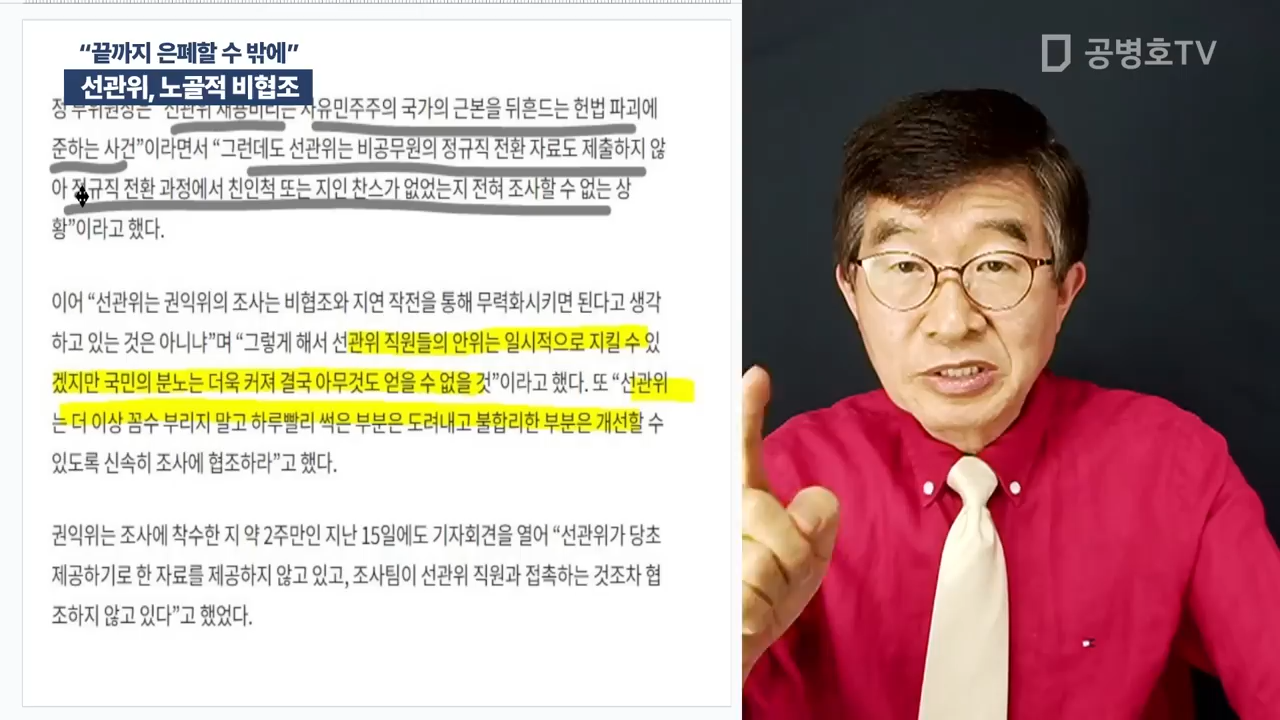 “끝까지 은폐할 수 밖에”
선관위, 노골적 비협조
공병호TV
정 부위원장은 “선관위 채용비리는 자유민주주의 국가의 근본을 뒤흔드는 헌법 파괴에
준하는 사건”이라면서 “그런데도 선관위는 비공무원의 정규직 전환 자료도 제출하지 않
아 정규직 전환 과정에서 친인척 또는 지인 찬스가 없었는지 전혀 조사할 수 없는 상
황”이라고 했다.
이어 “선관위는 권익위의 조사는 비협조와 지연 작전을 통해 무력화시키면 된다고 생각
하고 있는 것은 아니냐”며 “그렇게 해서 선관위 직원들의 안위는 일시적으로 지킬 수 있
겠지만 국민의 분노는 더욱 커져 결국 아무것도 얻을 수 없을 것”이라고 했다. 또 “선관위
는 더 이상 꼼수 부리지 말고 하루빨리 썩은 부분은 도려내고 불합리한 부분은 개선할 수
있도록 신속히 조사에 협조하라”고 했다.
권익위는 조사에 착수한 지 약 2주만인 지난 15일에도 기자회견을 열어 “선관위가 당초
제공하기로 한 자료를 제공하지 않고 있고, 조사팀이 선관위 직원과 접촉하는 것조차 협
조하지 않고 있다”고 했었다.